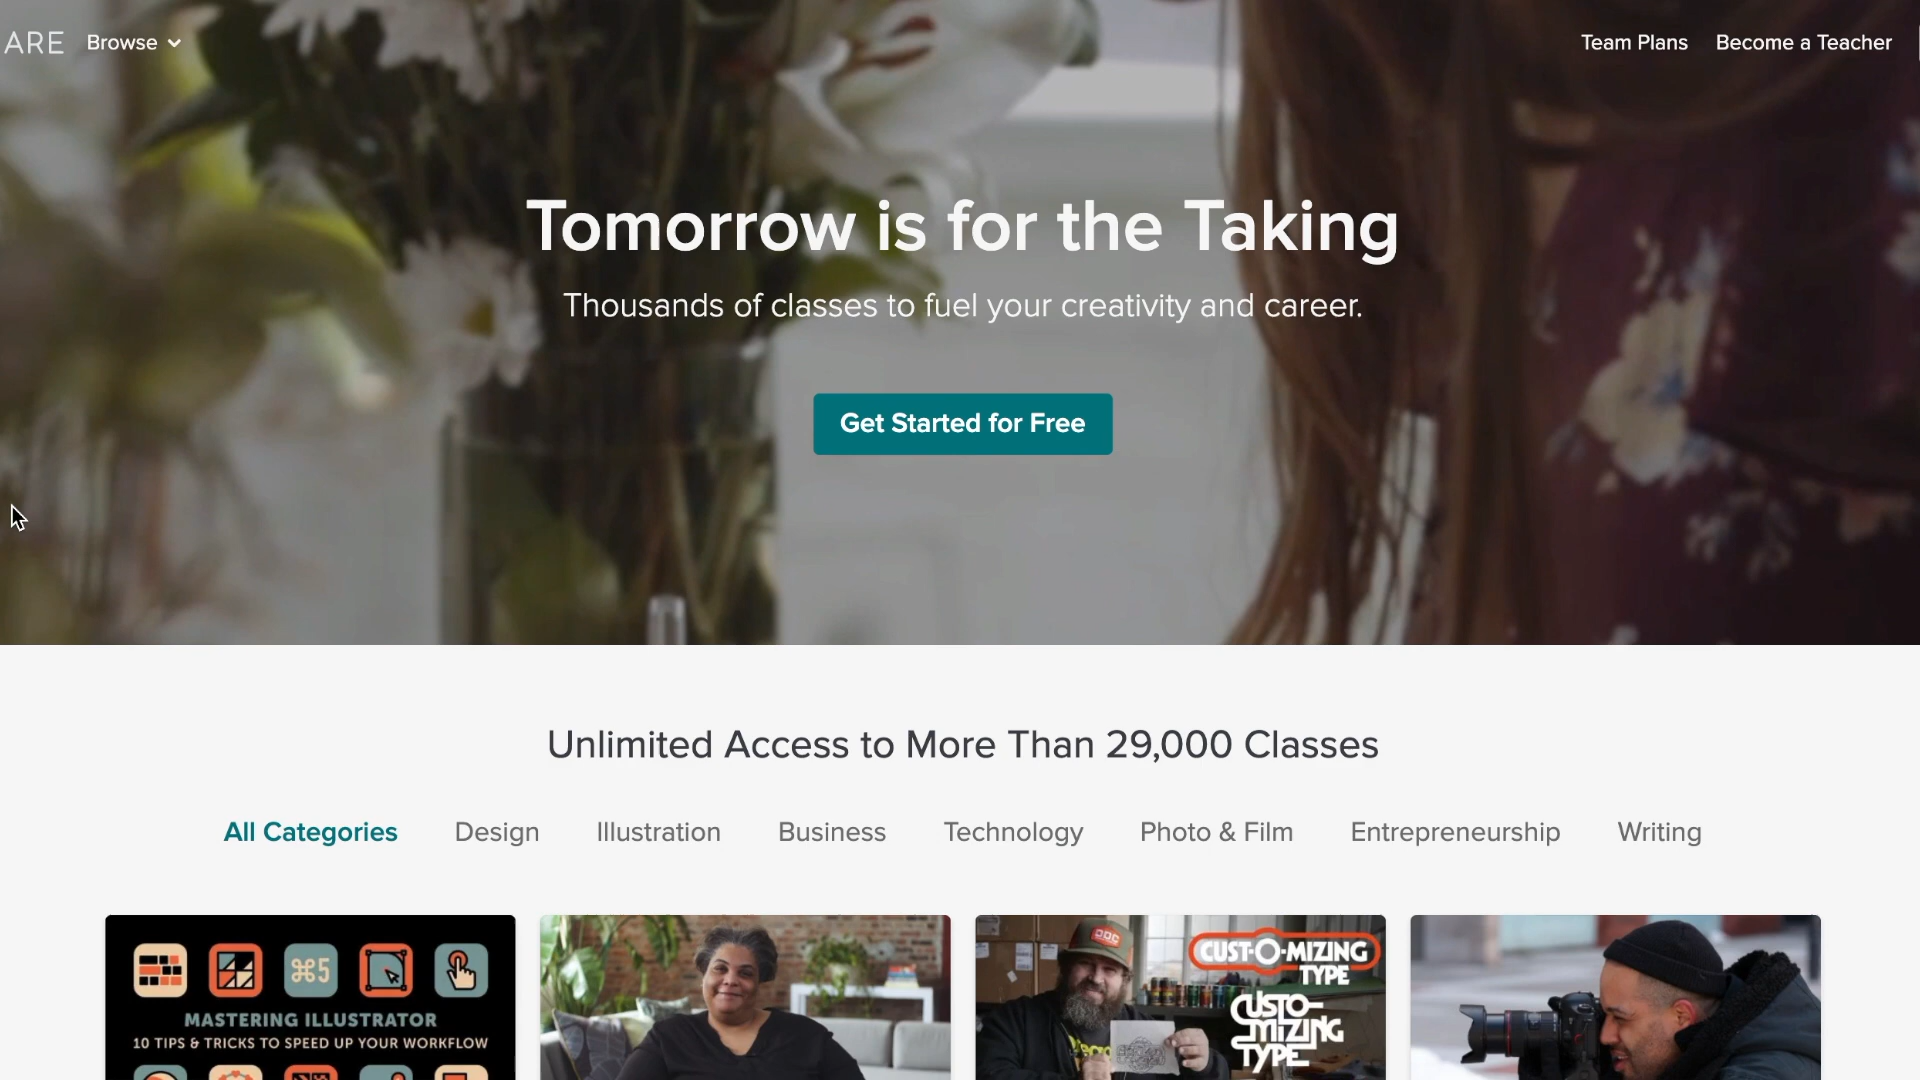 ARE Browse
Team Plans Become a Teacher
Tomorrow is for the Taking
Thousands of classes to fuel your creativity and career.
Get Started for Free
Unlimited Access to More Than 29,000 Classes
All Categories Design Illustration Business Technology Photo & Film Entrepreneurship Writing
⌘5
MASTERING ILLUSTRATOR
10 TIPS & TRICKS TO SPEED UP YOUR WORKFLOW
DDC
CUST-O-MIZING
TYPE
CUSTO-
MIZING
TYPE